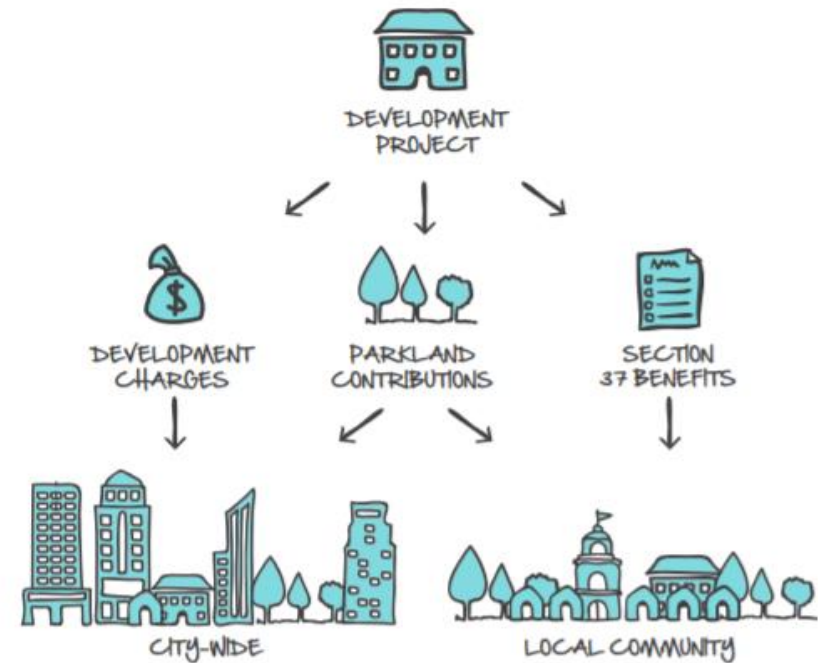 DEVELOPMENT
PROJECT
$
DEVELOPMENT
CHARGES
PARKLAND
CONTRIBUTIONS
SECTION
37 BENEFITS
CITY-WIDE
LOCAL COMMUNITY